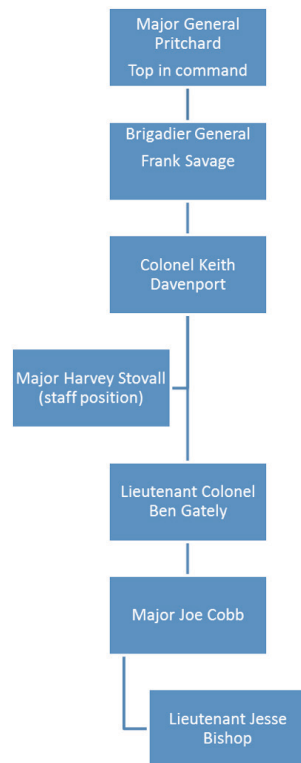 Major General
Pritchard
Top in command
Brigadier General
Frank Savage
Colonel Keith
Davenport
Major Harvey Stovall
(staff position)
Lieutenant Colonel
Ben Gately
Major Joe Cobb
Lieutenant Jesse
Bishop